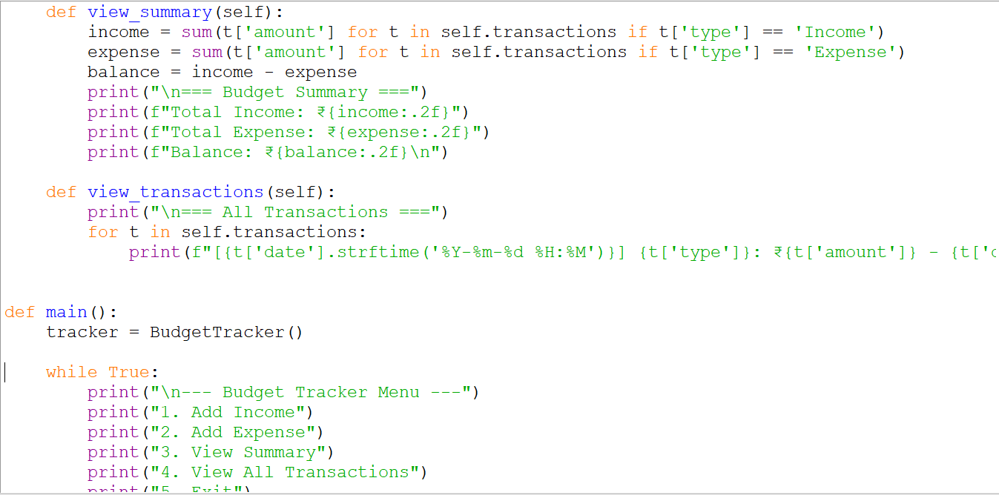 def view_summary(self):
        income = sum(t['amount'] for t in self.transactions if t['type'] == 'Income')
        expense = sum(t['amount'] for t in self.transactions if t['type'] == 'Expense')
        balance = income - expense
        print("\n=== Budget Summary ===")
        print(f"Total Income: ₹{income:.2f}")
        print(f"Total Expense: ₹{expense:.2f}")
        print(f"Balance: ₹{balance:.2f}\n")

    def view_transactions(self):
        print("\n=== All Transactions ===")
        for t in self.transactions:
            print(f"[{t['date'].strftime('%Y-%m-%d %H:%M')}] {t['type']}: ₹{t['amount']} - {t['

def main():
    tracker = BudgetTracker()

    while True:
        print("\n--- Budget Tracker Menu ---")
        print("1. Add Income")
        print("2. Add Expense")
        print("3. View Summary")
        print("4. View All Transactions")
        print("5. Exit")